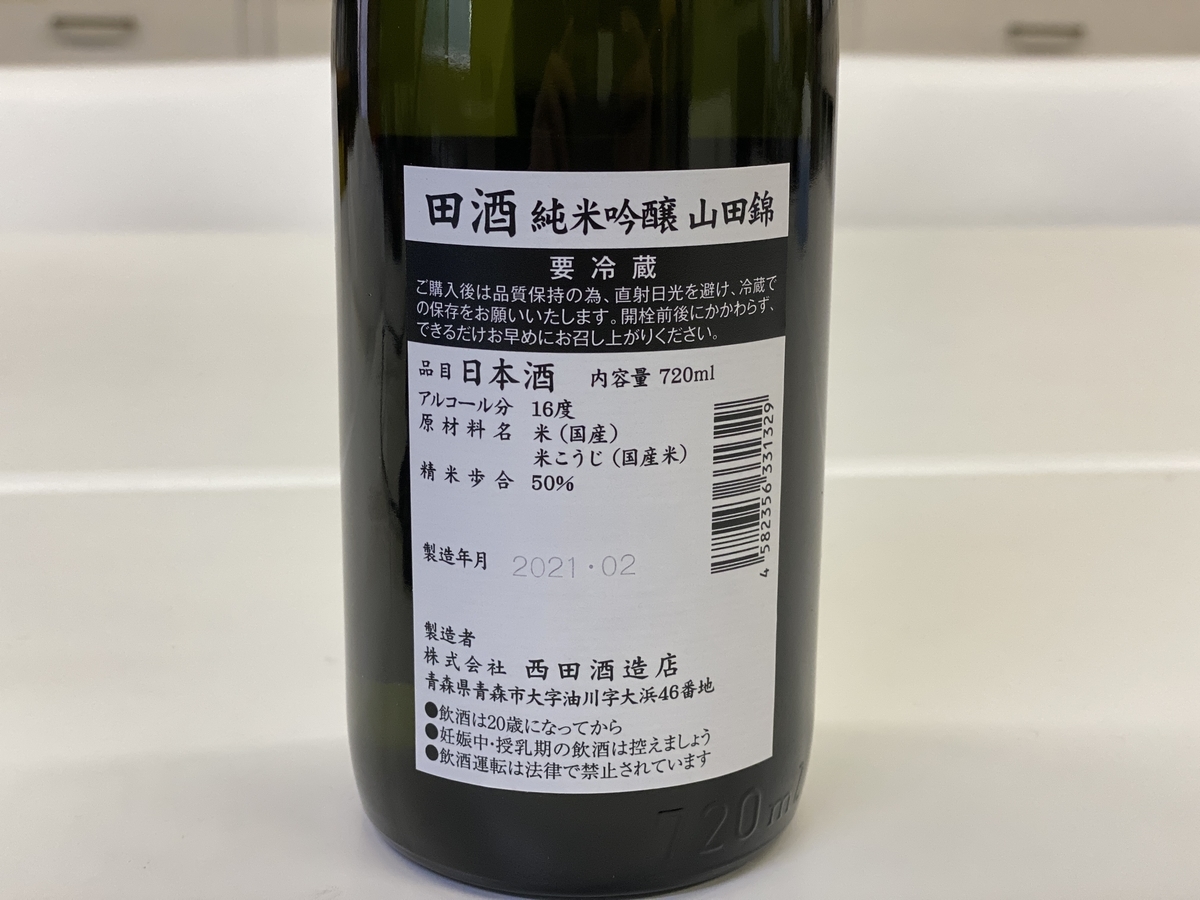 田酒 純米吟醸 山田錦
要冷蔵
ご購入後は品質保持の為、直射日光を避け、冷蔵で
の保存をお願いいたします。開栓前後にかかわらず、
できるだけお早めにお召し上がりください。
品目 日本酒 内容量 720ml
アルコール分 16度
原材料名 米（国産）
米こうじ（国産米）
精米歩合 50%
4582356331329
製造年月 2021・02
製造者
株式会社 西田酒造店
青森県青森市大字油川字大浜46番地
●飲酒は20歳になってから
●妊娠中・授乳期の飲酒は控えましょう
●飲酒運転は法律で禁止されています
720ml